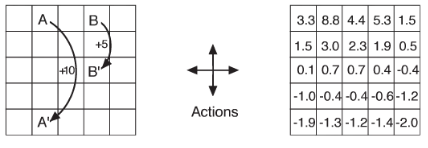 A B
+5
+10 B'
A'
Actions
3.3 8.8 4.4 5.3 1.5
1.5 3.0 2.3 1.9 0.5
0.1 0.7 0.7 0.4 -0.4
-1.0 -0.4 -0.4 -0.6 -1.2
-1.9 -1.3 -1.2 -1.4 -2.0